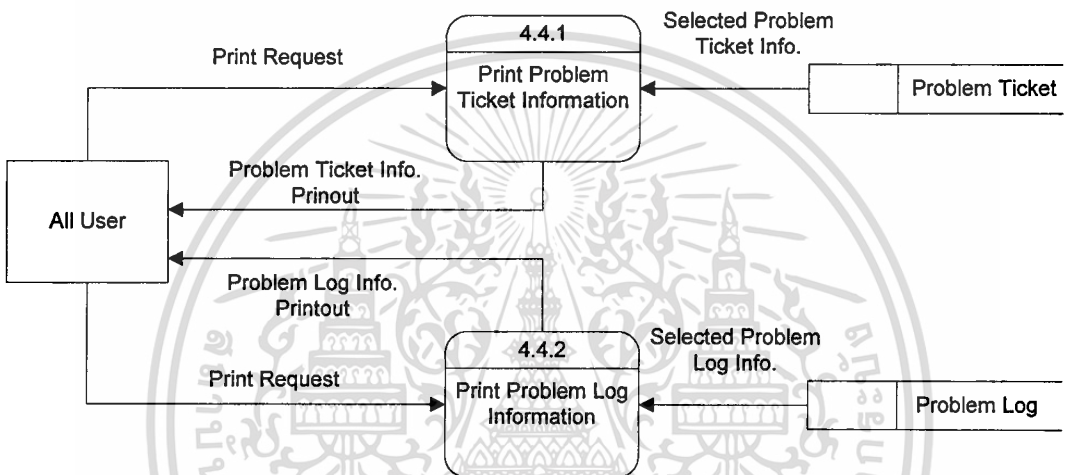 4.4.1
Selected Problem
Ticket Info.
Print Request
Print Problem
Ticket Information
Problem Ticket
Problem Ticket Info.
Prinout
All User
Problem Log Info.
Printout
4.4.2
Selected Problem
Log Info.
Print Request
Print Problem Log
Information
Problem Log